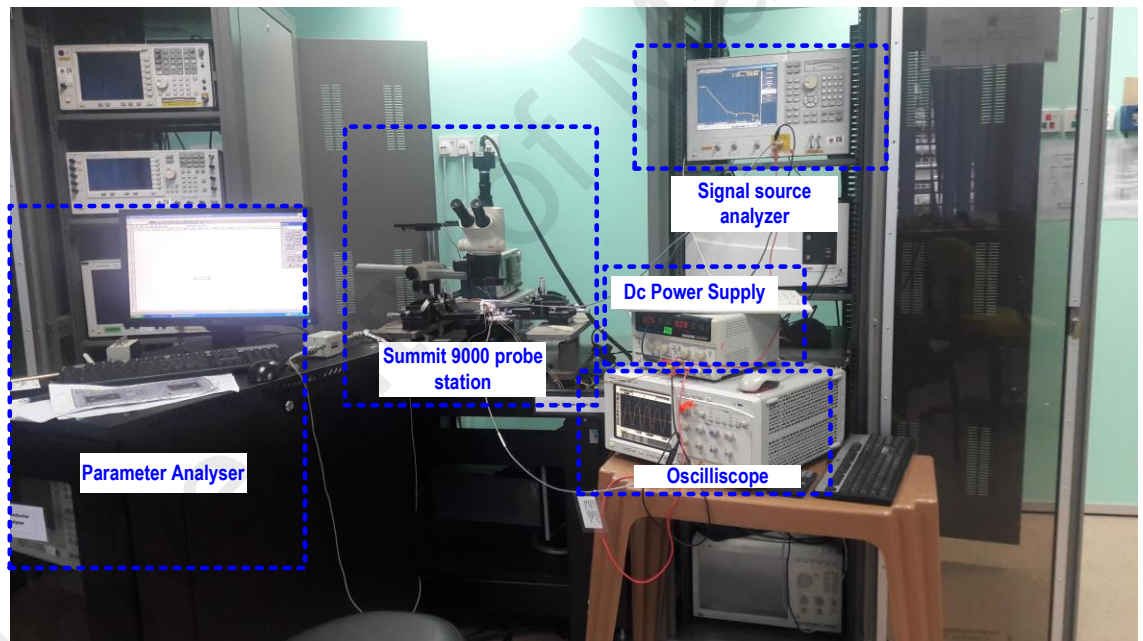 Signal source
analyzer
Dc Power Supply
Summit 9000 probe
station
Parameter Analyser
Oscilliscope